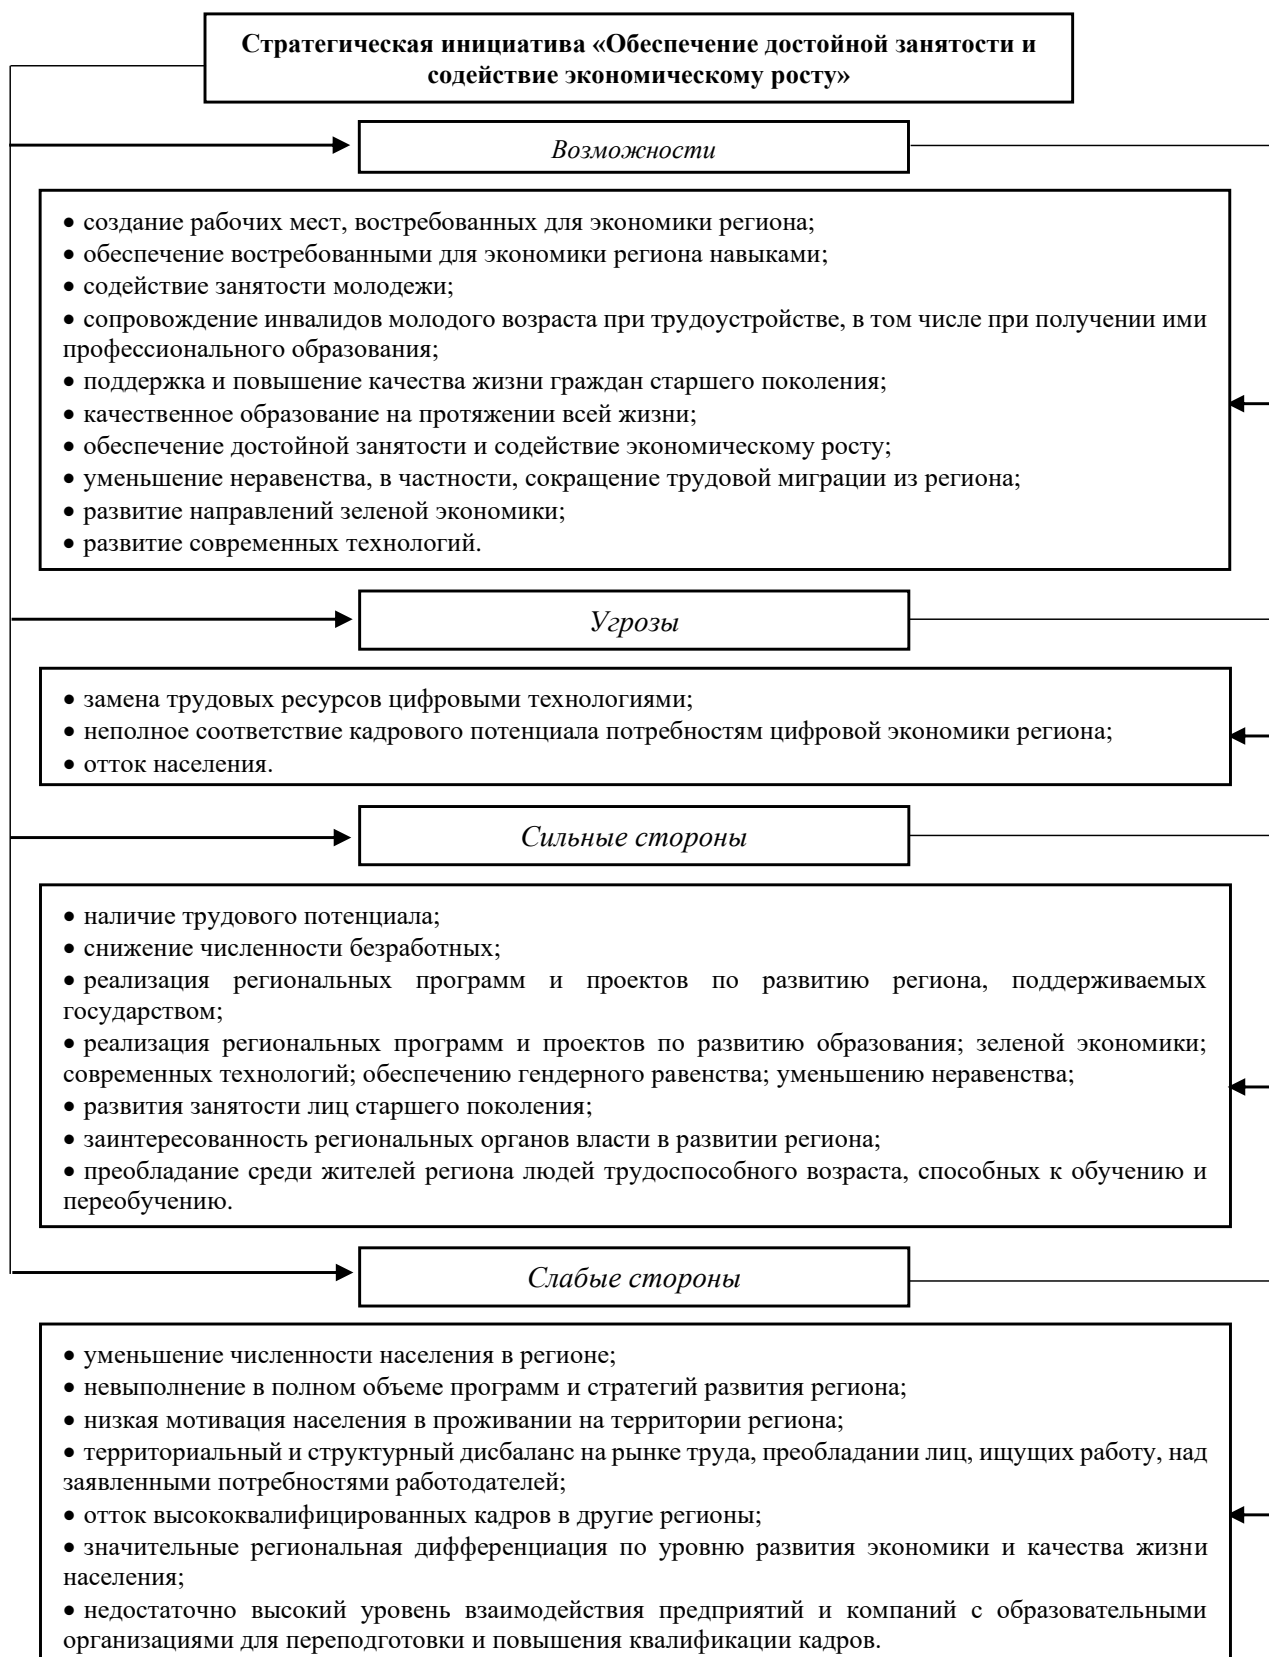 Стратегическая инициатива «Обеспечение достойной занятости и
содействие экономическому росту»
Возможности
• создание рабочих мест, востребованных для экономики региона;
• обеспечение востребованными для экономики региона навыками;
• содействие занятости молодежи;
• сопровождение инвалидов молодого возраста при трудоустройстве, в том числе при получении ими
профессионального образования;
• поддержка и повышение качества жизни граждан старшего поколения;
• качественное образование на протяжении всей жизни;
• обеспечение достойной занятости и содействие экономическому росту;
• уменьшение неравенства, в частности, сокращение трудовой миграции из региона;
• развитие направлений зеленой экономики;
• развитие современных технологий.
Угрозы
• замена трудовых ресурсов цифровыми технологиями;
• неполное соответствие кадрового потенциала потребностям цифровой экономики региона;
• отток населения.
Сильные стороны
• наличие трудового потенциала;
• снижение численности безработных;
• реализация региональных программ и проектов по развитию региона, поддерживаемых
государством;
• реализация региональных программ и проектов по развитию образования; зеленой экономики;
современных технологий; обеспечению гендерного равенства; уменьшению неравенства;
• развития занятости лиц старшего поколения;
• заинтересованность региональных органов власти в развитии региона;
• преобладание среди жителей региона людей трудоспособного возраста, способных к обучению и
переобучению.
Слабые стороны
• уменьшение численности населения в регионе;
• невыполнение в полном объеме программ и стратегий развития региона;
• низкая мотивация населения в проживании на территории региона;
• территориальный и структурный дисбаланс на рынке труда, преобладании лиц, ищущих работу, над
заявленными потребностями работодателей;
• отток высококвалифицированных кадров в другие регионы;
• значительные региональная дифференциация по уровню развития экономики и качества жизни
населения;
• недостаточно высокий уровень взаимодействия предприятий и компаний с образовательными
организациями для переподготовки и повышения квалификации кадров.